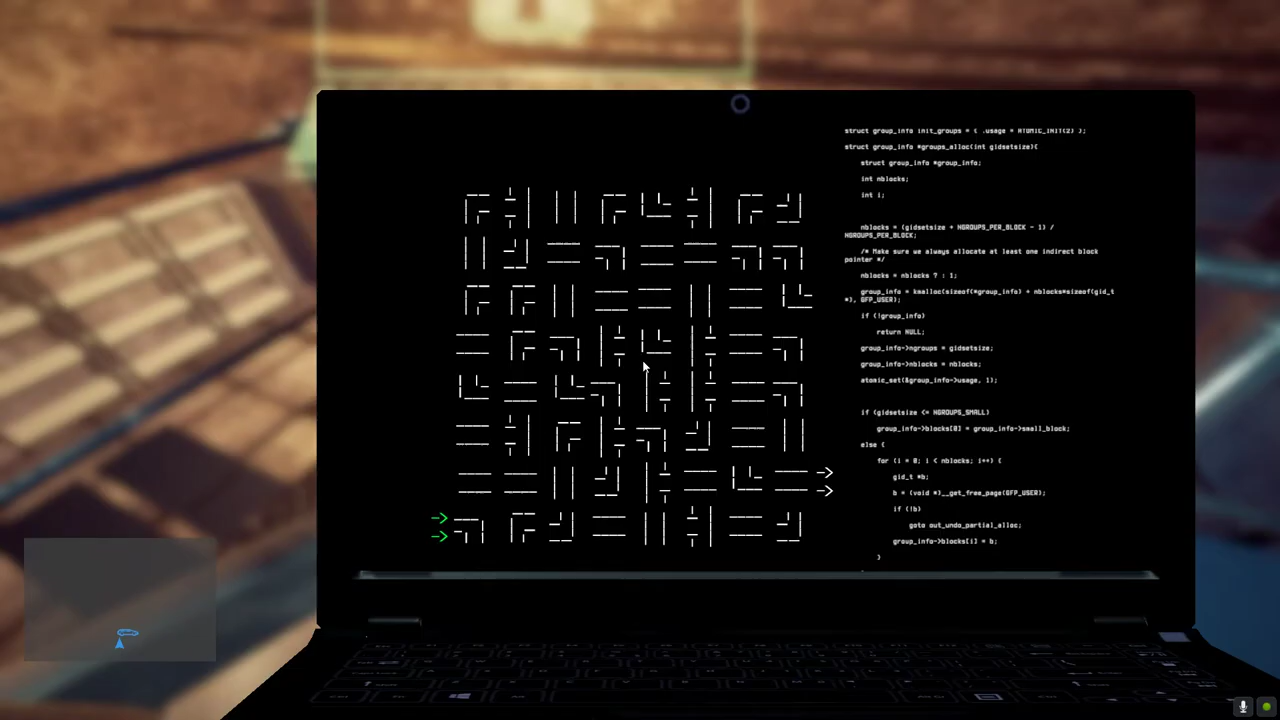 struct group_info init_groups = { .usage = ATOMIC_INIT(2) };
struct group_info *groups_alloc(int gidsetsize){
struct group_info *group_info;
int nblocks;
int i;
nblocks = (gidsetsize + NGROUPS_PER_BLOCK - 1) /
NGROUPS_PER_BLOCK;
/* Make sure we always allocate at least one indirect block
pointer */
nblocks = nblocks ? : 1;
group_info = kmalloc(sizeof(*group_info) + nblocks*sizeof(gid_t
*), GFP_USER);
if (!group_info)
return NULL;
group_info->ngroups = gidsetsize;
group_info->nblocks = nblocks;
atomic_set(&group_info->usage, 1);
if (gidsetsize <= NGROUPS_SMALL)
group_info->blocks[0] = group_info->small_block;
else {
for (i = 0; i < nblocks; i++) {
gid_t *b;
b = (void *)__get_free_page(GFP_USER);
if (!b)
goto out_undo_partial_alloc;
group_info->blocks[i] = b;
}